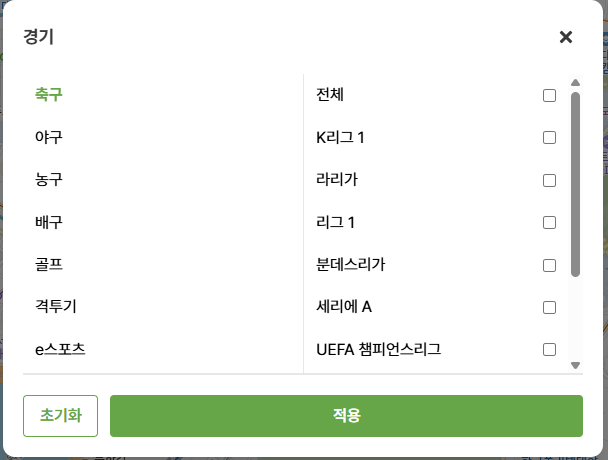 경기
축구
야구
농구
배구
골프
격투기
e스포츠
전체
K리그 1
라리가
리그 1
분데스리가
세리에 A
UEFA 챔피언스리그
초기화
적용